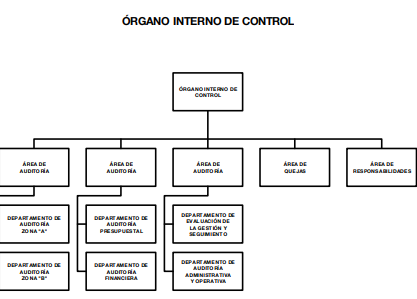 ÓRGANO INTERNO DE CONTROL
ÓRGANO INTERNO DE
CONTROL
ÁREA DE
AUDITORÍA
ÁREA DE
AUDITORÍA
ÁREA DE
AUDITORÍA
ÁREA DE
QUEJAS
ÁREA DE
RESPONSABILIDADES
DEPARTAMENTO DE
AUDITORÍA
ZONA "A"
DEPARTAMENTO DE
AUDITORÍA
PRESUPUESTAL
DEPARTAMENTO DE
EVALUACIÓN DE
LA GESTIÓN Y
SEGUIMIENTO
DEPARTAMENTO DE
AUDITORÍA
ZONA "B"
DEPARTAMENTO DE
AUDITORÍA
FINANCIERA
DEPARTAMENTO DE
AUDITORÍA
ADMINISTRATIVA
Y OPERATIVA